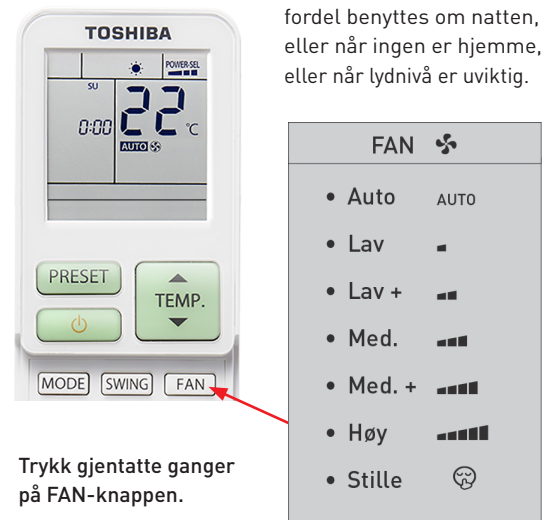 fordel benyttes om natten,
eller når ingen er hjemme,
eller når lydnivå er uviktig.
TOSHIBA
POWER-SEL
SU
0:00 22 °C
AUTO
PRESET
TEMP.
MODE SWING FAN
Trykk gjentatte ganger
på FAN-knappen.
FAN
• Auto AUTO
• Lav
• Lav +
• Med.
• Med. +
• Høy
• Stille